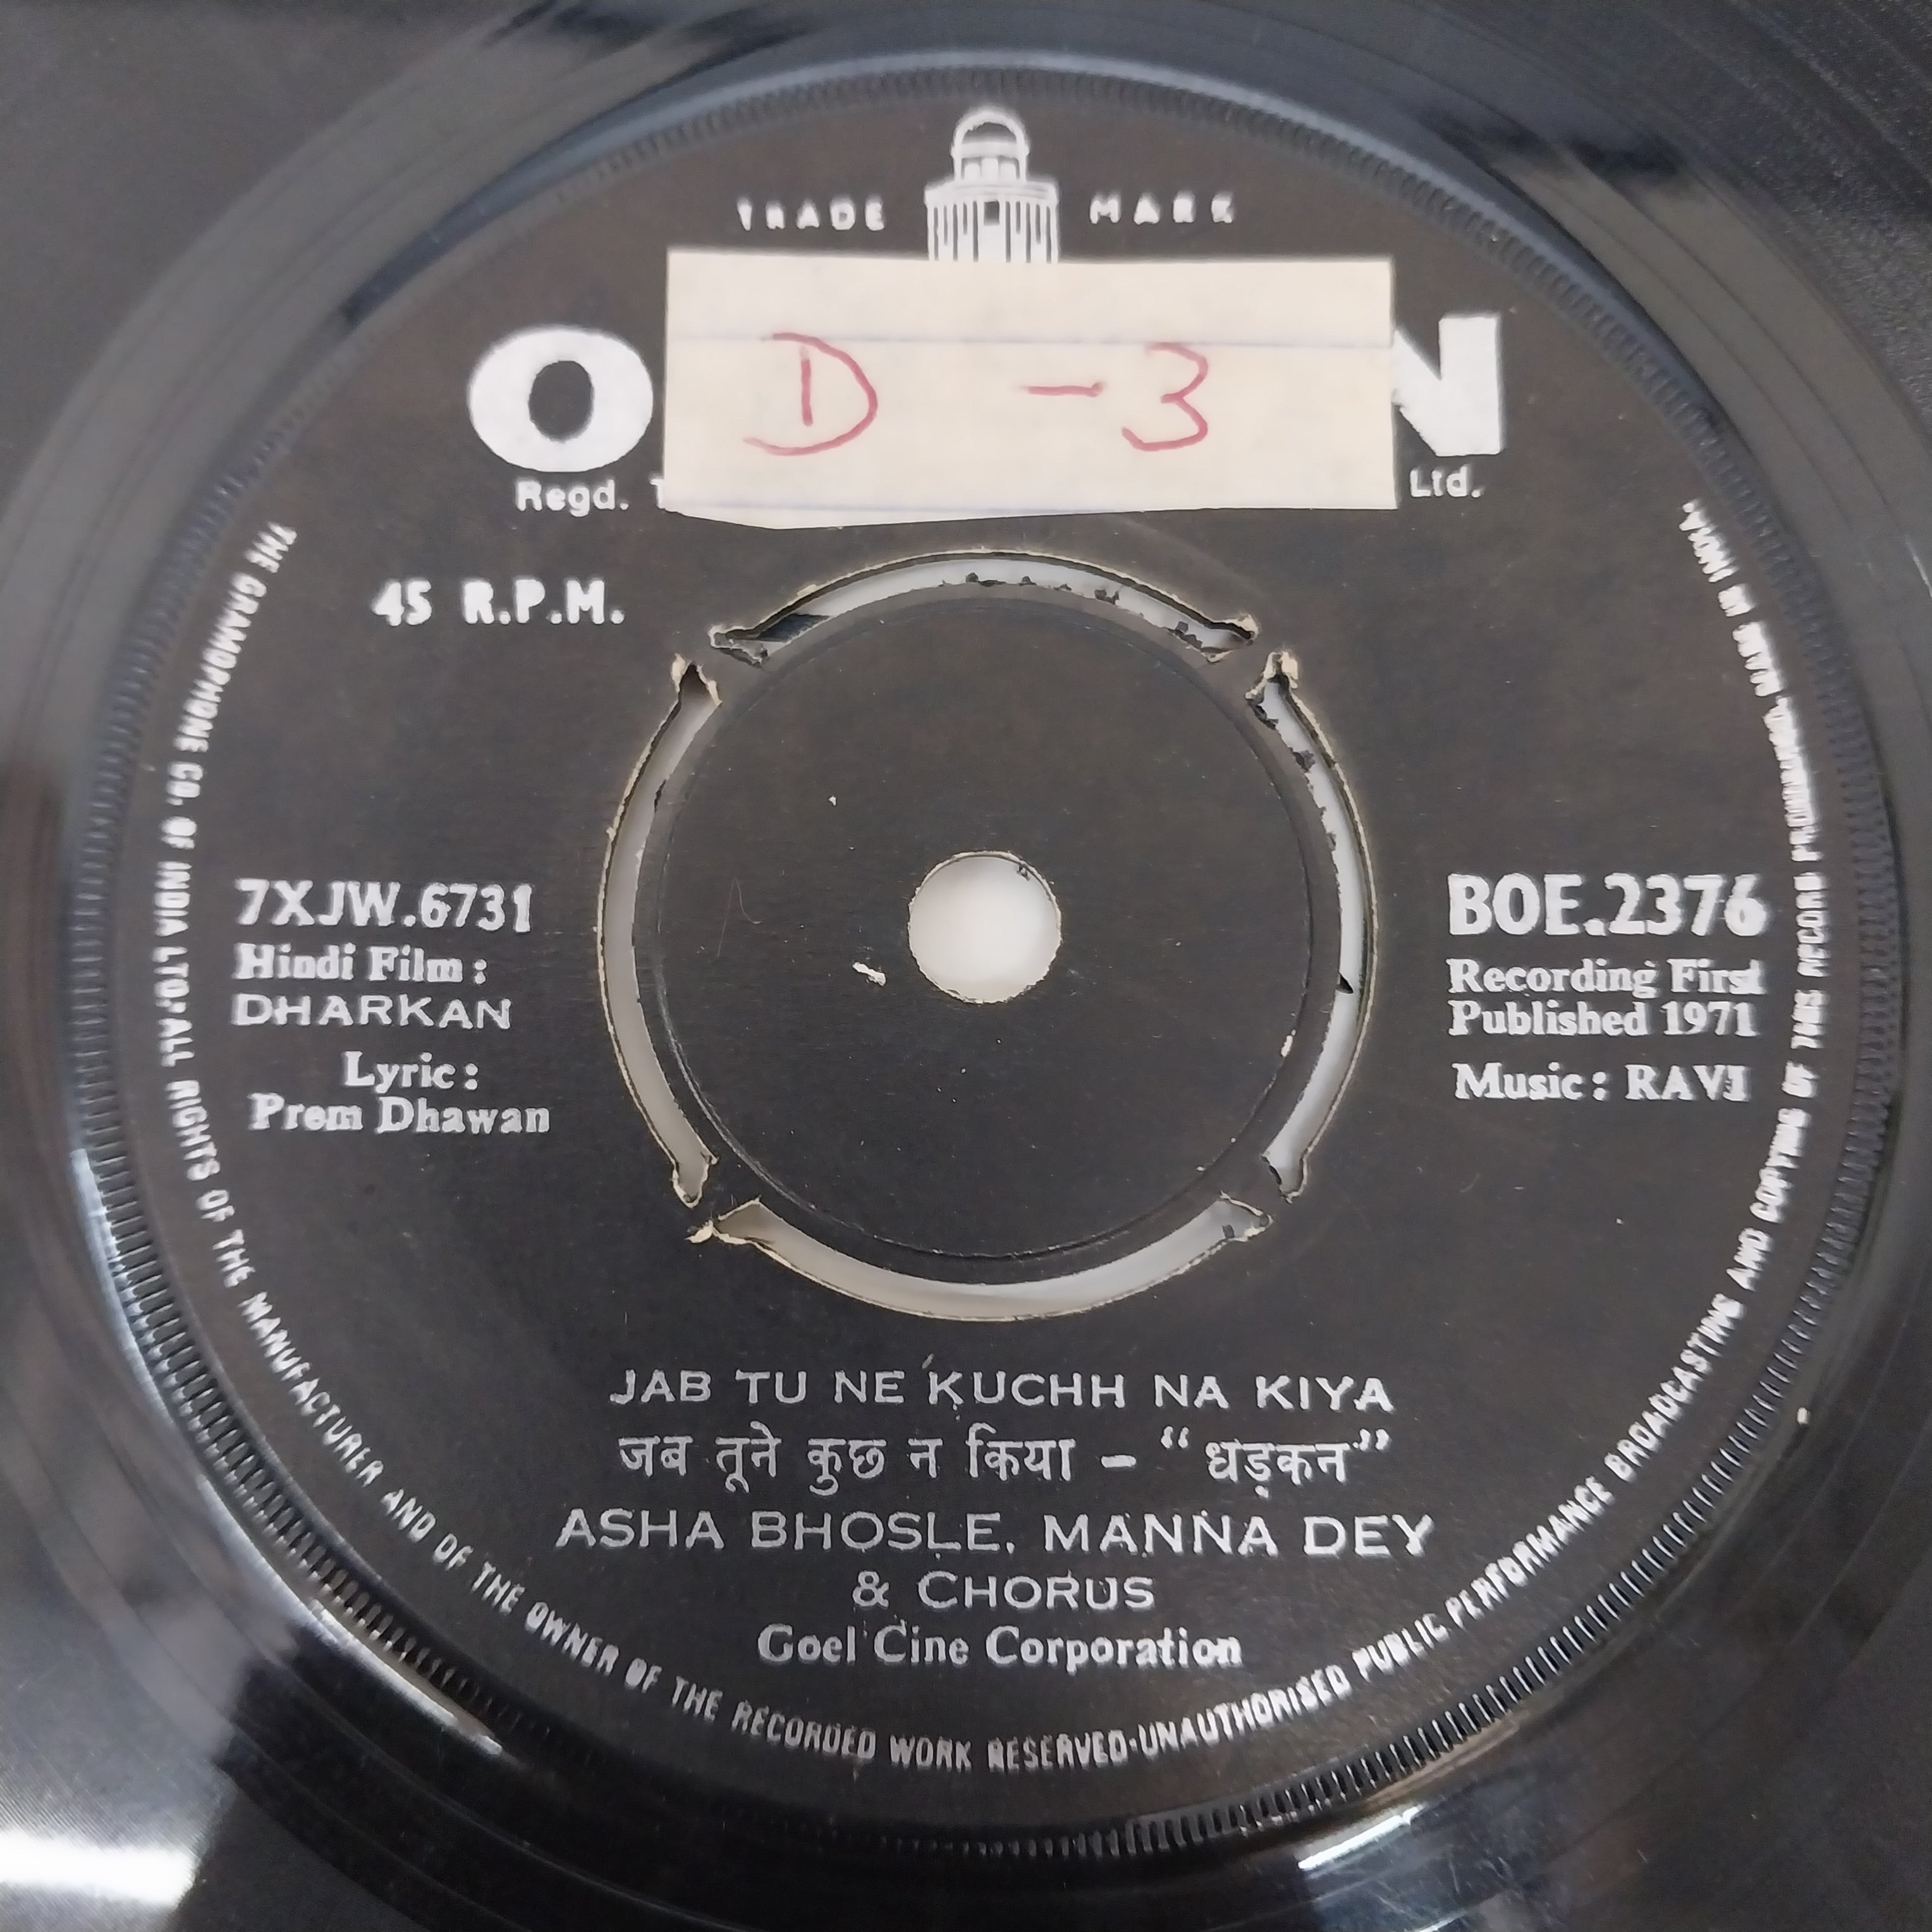 TRADE MARK
D - 3
Regd. Ltd.
45 R.P.M.
7XJW.6731
Hindi Film :
DHARKAN
Lyric :
Prem Dhawan
BOE.2376
Recording First
Published 1971
Music : RAVI
JAB TU NE KUCHH NA KIYA
जब तूने कुछ न किया - “धड़कन”
ASHA BHOSLE, MANNA DEY
& CHORUS
Goel Cine Corporation
THE GRAMOPHONE CO. OF INDIA LTD. ALL RIGHTS OF THE MANUFACTURER AND OF THE OWNER OF THE RECORDED WORK RESERVED·UNAUTHORISED PUBLIC PERFORMANCE BROADCASTING AND COPYING OF THIS RECORD PROHIBITED. MADE IN INDIA.